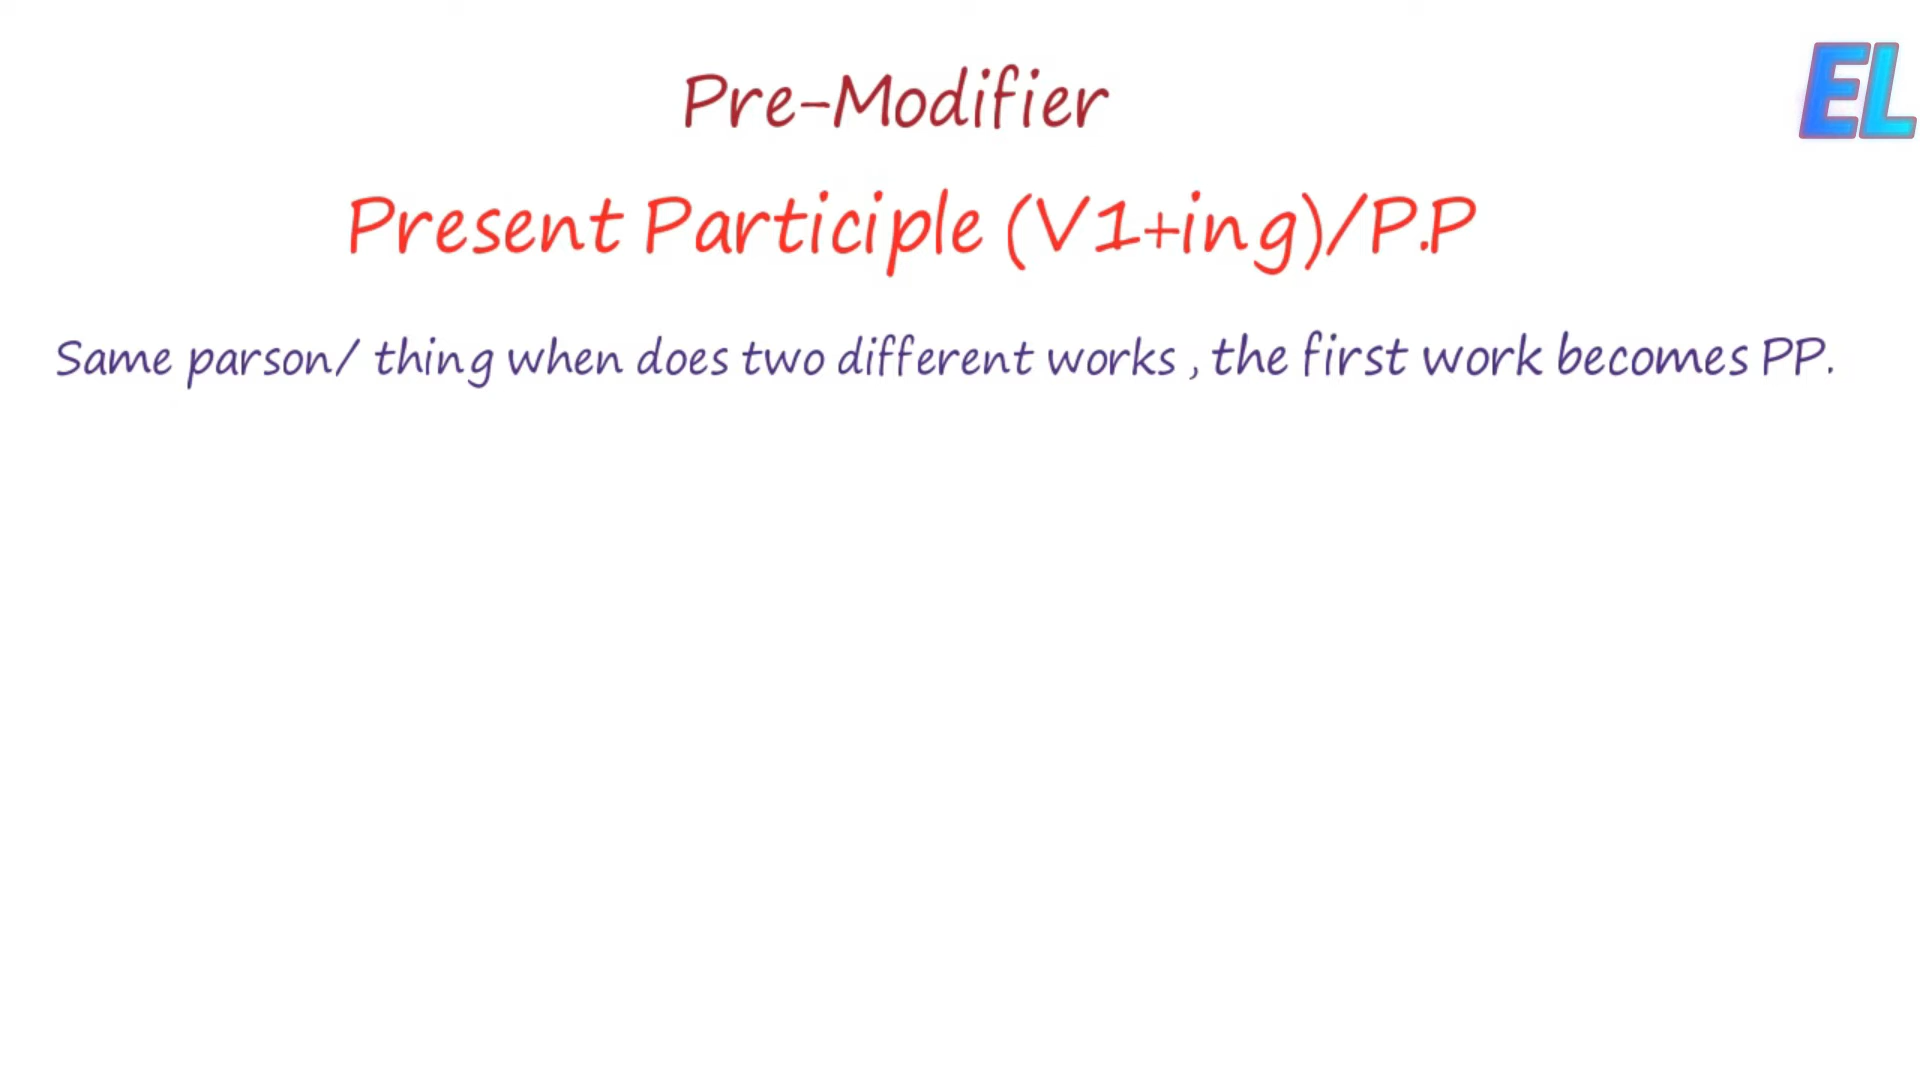 EL
Pre-Modifier
Present Participle (V1+ing)/P.P
Same parson/ thing when does two different works , the first work becomes PP.